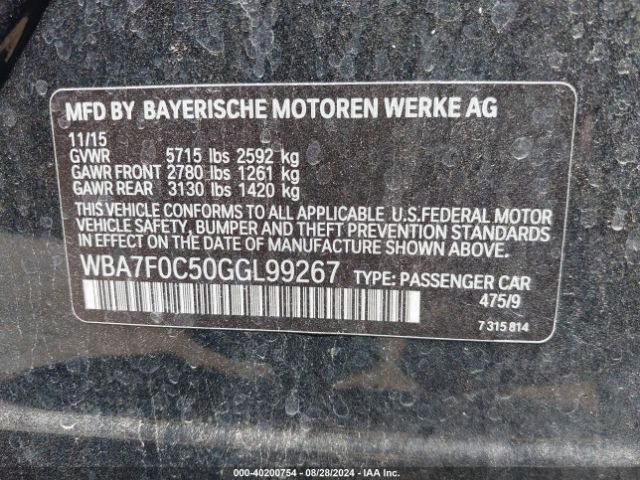 MFD BY BAYERISCHE MOTOREN WERKE AG
11/15
GVWR 5715 lbs 2592 kg
GAWR FRONT 2780 lbs 1261 kg
GAWR REAR 3130 lbs 1420 kg
THIS VEHICLE CONFORMS TO ALL APPLICABLE U.S.FEDERAL MOTOR
VEHICLE SAFETY, BUMPER AND THEFT PREVENTION STANDARDS
IN EFFECT ON THE DATE OF MANUFACTURE SHOWN ABOVE.
WBA7F0C50GGL99267 TYPE: PASSENGER CAR
475/9
7 315 814
000-40200754 - 08/28/2024 - IAA Inc.